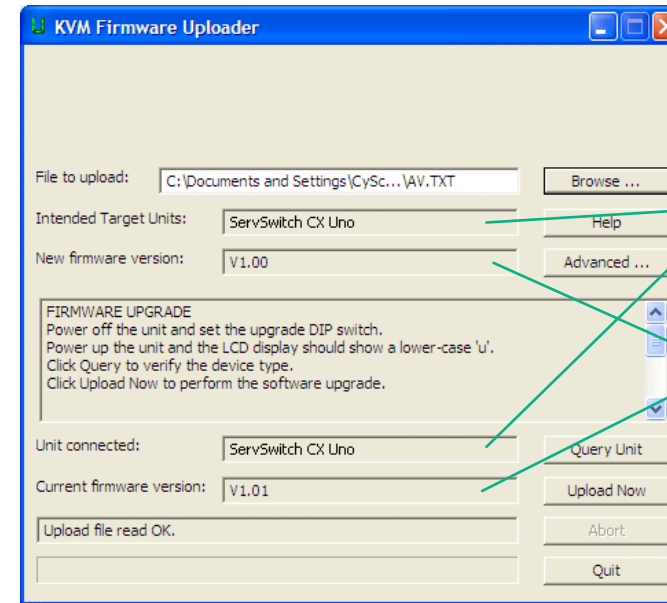 KVM Firmware Uploader
File to upload: C:\Documents and Settings\CySc...\AV.TXT Browse ...
Intended Target Units: ServSwitch CX Uno Help
New firmware version: V1.00 Advanced ...
FIRMWARE UPGRADE
Power off the unit and set the upgrade DIP switch.
Power up the unit and the LCD display should show a lower-case 'u'.
Click Query to verify the device type.
Click Upload Now to perform the software upgrade.
Unit connected: ServSwitch CX Uno Query Unit
Current firmware version: V1.01 Upload Now
Upload file read OK. Abort
Quit